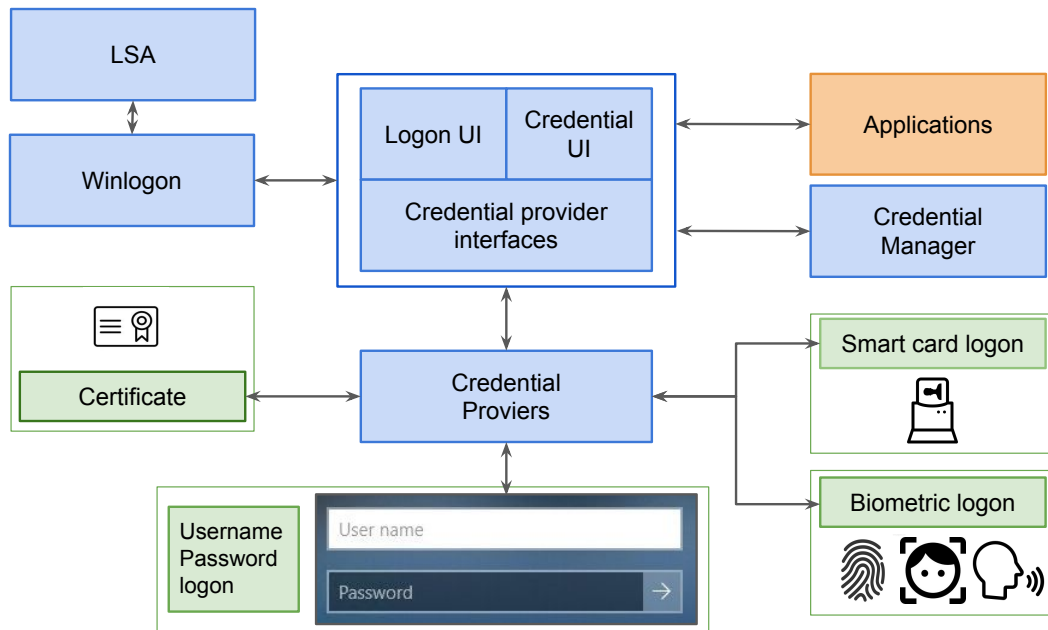 LSA
Winlogon
Logon UI
Credential
UI
Credential provider
interfaces
Applications
Credential
Manager
Certificate
Credential
Proviers
Smart card logon
Biometric logon
Username
Password
logon
User name
Password